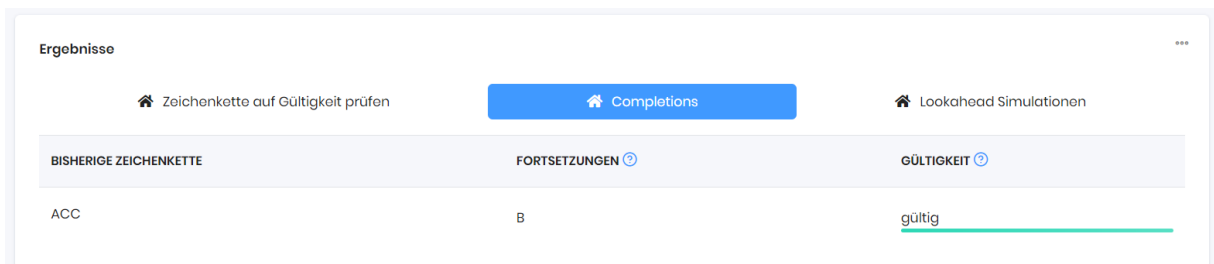 Ergebnisse
Zeichenkette auf Gültigkeit prüfen
Completions
Lookahead Simulationen
BISHERIGE ZEICHENKETTE
FORTSETZUNGEN ?
GÜLTIGKEIT ?
ACC
B
gültig